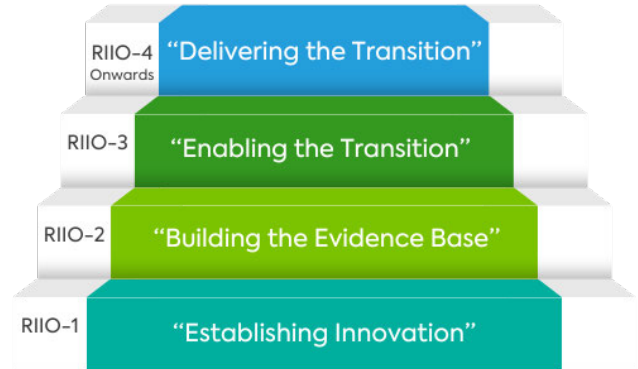 RIIO-4
Onwards
“Delivering the Transition”
RIIO-3
“Enabling the Transition”
RIIO-2
“Building the Evidence Base”
RIIO-1
“Establishing Innovation”